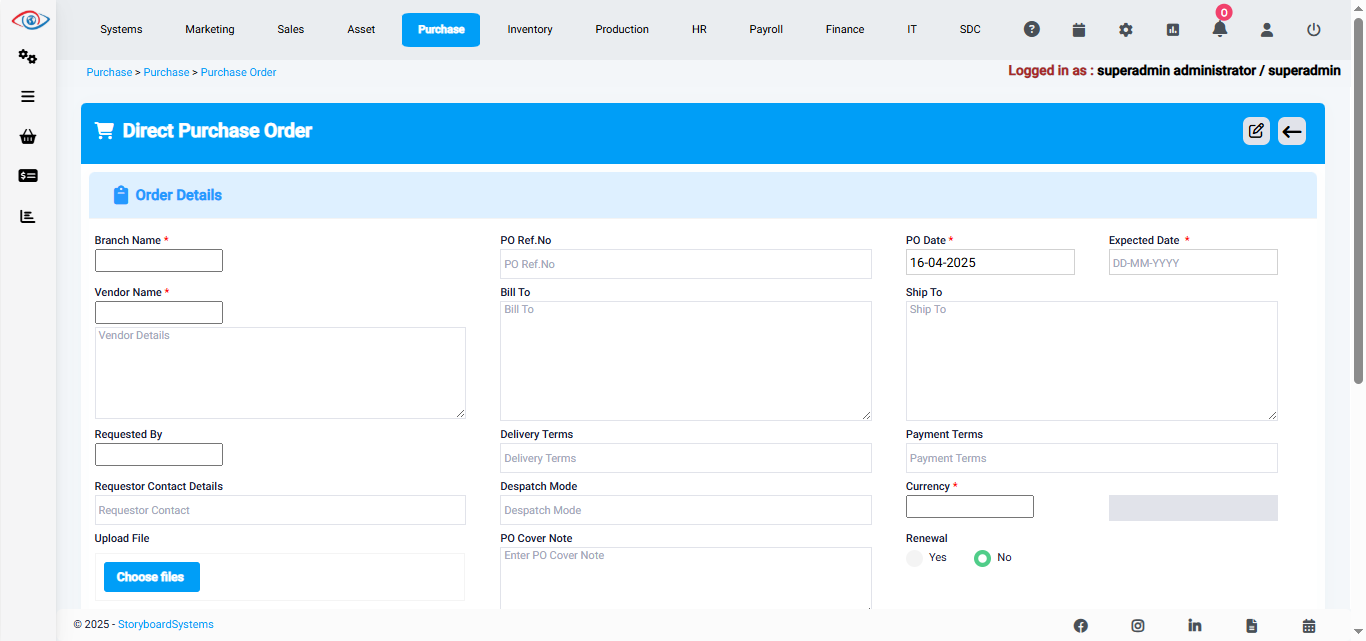 Systems Marketing Sales Asset Purchase Inventory Production HR Payroll Finance IT SDC 0
Purchase > Purchase > Purchase Order
Logged in as : superadmin administrator / superadmin
Direct Purchase Order
Order Details
Branch Name *
PO Ref.No
PO Ref.No
PO Date *
16-04-2025
Expected Date *
DD-MM-YYYY
Vendor Name *
Vendor Details
Bill To
Bill To
Ship To
Ship To
Requested By
Delivery Terms
Delivery Terms
Payment Terms
Payment Terms
Requestor Contact Details
Requestor Contact
Despatch Mode
Despatch Mode
Currency *
Upload File
Choose files
PO Cover Note
Enter PO Cover Note
Renewal
Yes No
© 2025 - StoryboardSystems